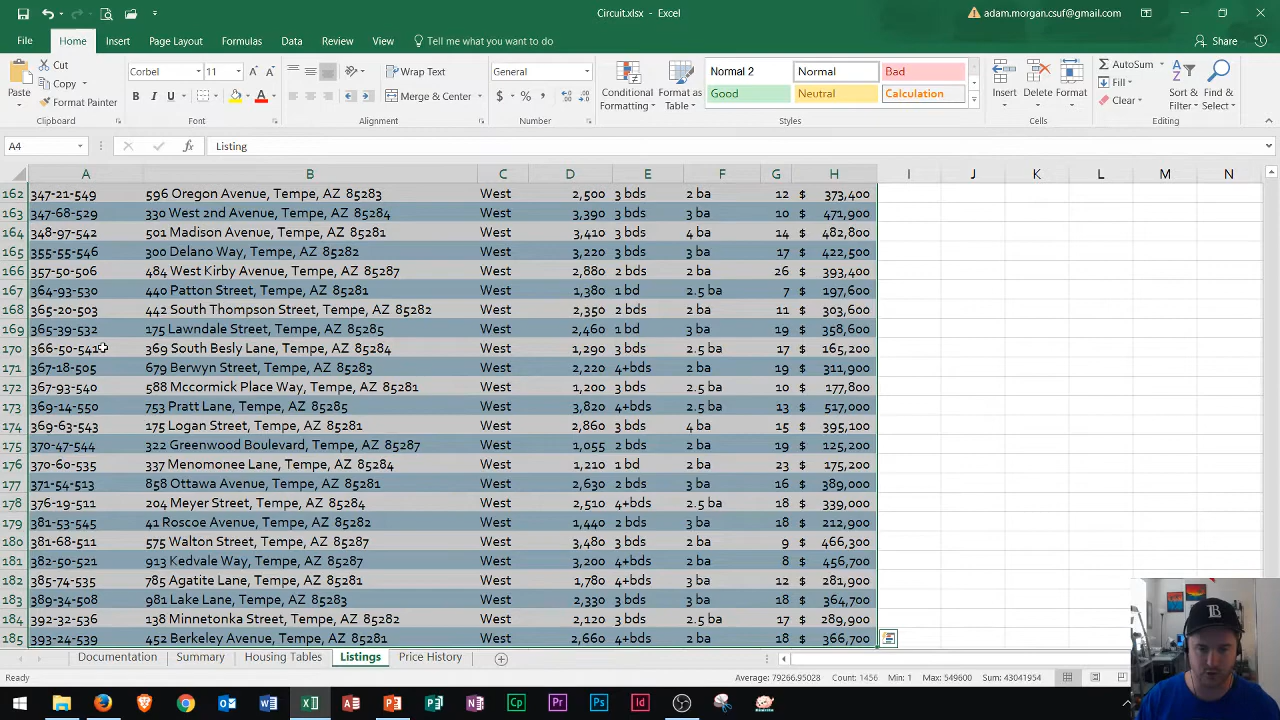 Circuit.xlsx - Excel
adam.morgan.csuf@gmail.com
File Home Insert Page Layout Formulas Data Review View Tell me what you want to do Share
Paste Cut Copy Format Painter Clipboard
Corbel 11 A A B I U A Font
Wrap Text Merge & Center Alignment
General $ % , Number
Conditional Formatting Format as Table
Normal 2 Normal Bad Good Neutral Calculation Styles
Insert Delete Format Cells
AutoSum Fill Clear Sort & Filter Find & Select Editing
A4 fx Listing
A B C D E F G H I J K L M N
162 347-21-549 596 Oregon Avenue, Tempe, AZ 85283 West 2,500 3 bds 2 ba 12 $ 373,400
163 347-68-529 330 West 2nd Avenue, Tempe, AZ 85284 West 3,390 3 bds 2 ba 10 $ 471,900
164 348-97-542 501 Madison Avenue, Tempe, AZ 85281 West 3,410 3 bds 4 ba 14 $ 482,800
165 355-55-546 300 Delano Way, Tempe, AZ 85282 West 3,220 3 bds 3 ba 17 $ 422,500
166 357-50-506 484 West Kirby Avenue, Tempe, AZ 85287 West 2,880 2 bds 2 ba 26 $ 393,400
167 364-93-530 440 Patton Street, Tempe, AZ 85281 West 1,380 1 bd 2.5 ba 7 $ 197,600
168 365-20-503 442 South Thompson Street, Tempe, AZ 85282 West 2,350 2 bds 2 ba 11 $ 303,600
169 365-39-532 175 Lawndale Street, Tempe, AZ 85285 West 2,460 1 bd 3 ba 19 $ 358,600
170 366-50-541 369 South Besly Lane, Tempe, AZ 85284 West 1,290 3 bds 2.5 ba 17 $ 165,200
171 367-18-505 679 Berwyn Street, Tempe, AZ 85283 West 2,220 4+bds 2 ba 19 $ 311,900
172 367-93-540 588 Mccormick Place Way, Tempe, AZ 85281 West 1,200 3 bds 2.5 ba 10 $ 177,800
173 369-14-550 753 Pratt Lane, Tempe, AZ 85285 West 3,820 4+bds 2.5 ba 13 $ 517,000
174 369-63-543 175 Logan Street, Tempe, AZ 85281 West 2,860 3 bds 4 ba 15 $ 395,100
175 370-47-544 322 Greenwood Boulevard, Tempe, AZ 85287 West 1,055 3 bds 2 ba 19 $ 125,200
176 370-60-535 337 Menomonee Lane, Tempe, AZ 85284 West 1,210 1 bd 2 ba 23 $ 175,200
177 371-54-513 858 Ottawa Avenue, Tempe, AZ 85281 West 2,630 2 bds 3 ba 16 $ 389,000
178 376-19-511 204 Meyer Street, Tempe, AZ 85284 West 2,510 4+bds 2.5 ba 18 $ 339,000
179 381-53-545 41 Roscoe Avenue, Tempe, AZ 85282 West 1,440 2 bds 3 ba 18 $ 212,900
180 381-68-511 575 Walton Street, Tempe, AZ 85287 West 3,480 3 bds 2 ba 9 $ 466,300
181 382-50-521 913 Kedvale Way, Tempe, AZ 85287 West 3,200 4+bds 2 ba 8 $ 456,700
182 385-74-535 785 Agatite Lane, Tempe, AZ 85281 West 1,780 4+bds 3 ba 12 $ 281,900
183 389-34-508 981 Lake Lane, Tempe, AZ 85283 West 2,330 3 bds 2 ba 18 $ 364,700
184 392-32-536 138 Minnetonka Street, Tempe, AZ 85282 West 2,120 3 bds 2.5 ba 17 $ 289,900
185 393-24-539 452 Berkeley Avenue, Tempe, AZ 85281 West 2,660 4+bds 2 ba 18 $ 366,700
Documentation Summary Housing Tables Listings Price History
Ready Average: 79266.95028 Count: 1456 Min: 1 Max: 549600 Sum: 43041954